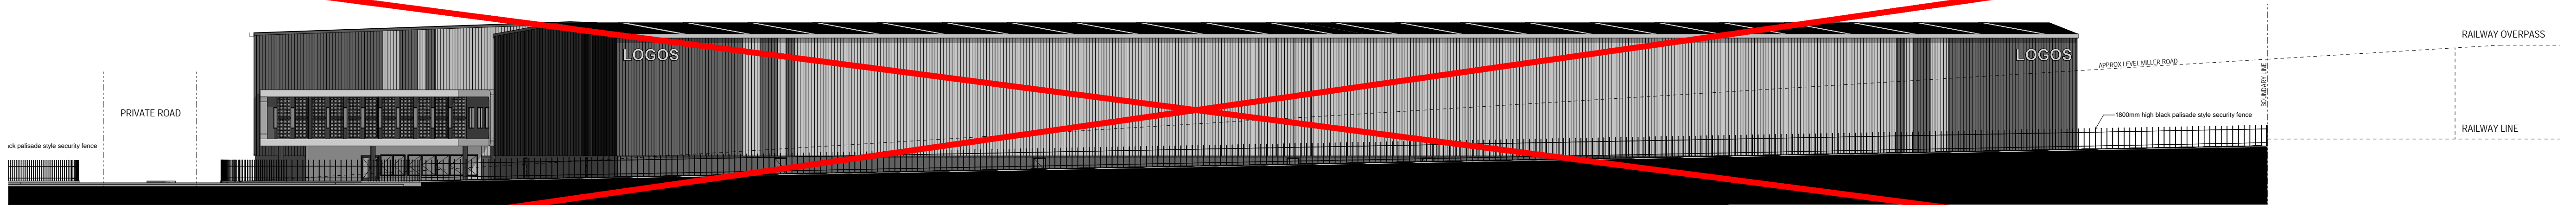 LOGOS
LOGOS
RAILWAY OVERPASS
APPROX LEVEL MILLER ROAD
BOUNDARY LINE
PRIVATE ROAD
1800mm high black palisade style security fence
RAILWAY LINE
ck palisade style security fence